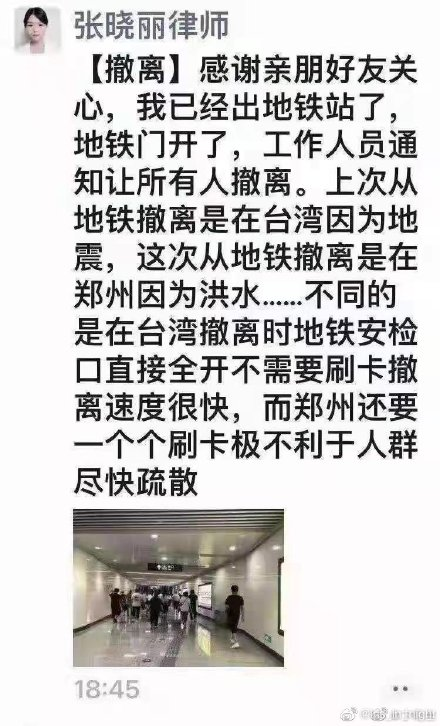 张晓丽律师
【撤离】感谢亲朋好友关
心，我已经出地铁站了，
地铁门开了，工作人员通
知让所有人撤离。上次从
地铁撤离是在台湾因为地
震，这次从地铁撤离是在
郑州因为洪水……不同的
是在台湾撤离时地铁安检
口直接全开不需要刷卡撤
离速度很快，而郑州还要
一个个刷卡极不利于人群
尽快疏散
18:45